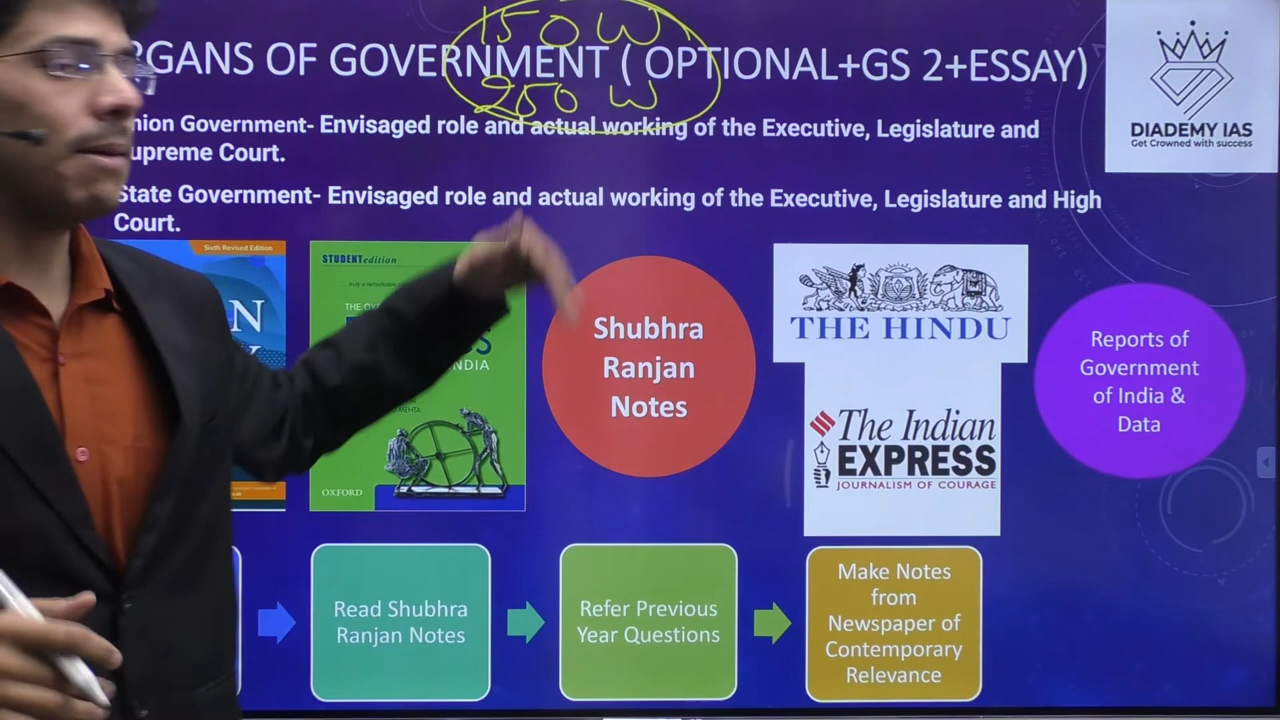 150 W
RGANS OF GOVERNMENT ( OPTIONAL+GS 2+ESSAY)
250 W
DIADEMY IAS
Get Crowned with success
nion Government- Envisaged role and actual working of the Executive, Legislature and
upreme Court.
State Government- Envisaged role and actual working of the Executive, Legislature and High
Court.
Sixth Revised Edition
N
STUDENT edition
THE
INDIA
MEHTA
OXFORD
Shubhra
Ranjan
Notes
THE HINDU
The Indian
EXPRESS
JOURNALISM OF COURAGE
Reports of
Government
of India &
Data
Read Shubhra
Ranjan Notes
Refer Previous
Year Questions
Make Notes
from
Newspaper of
Contemporary
Relevance